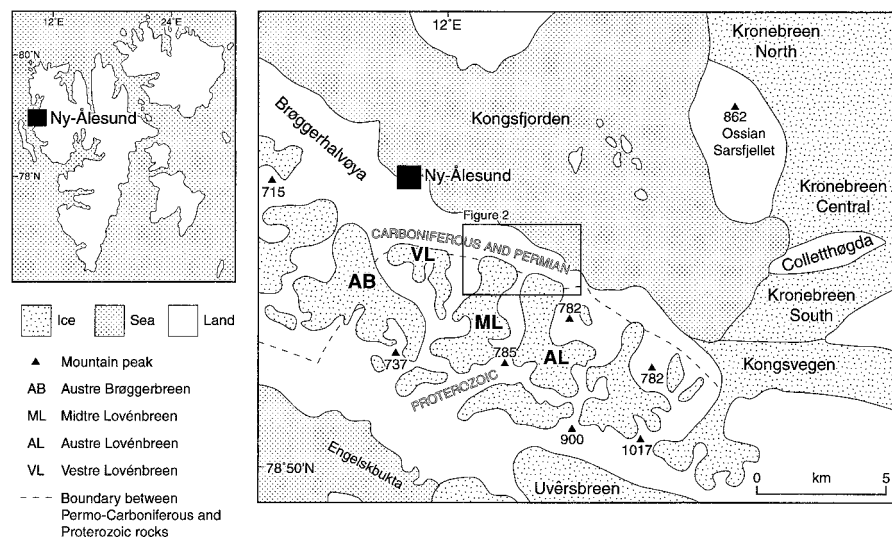 12°E
24°E
80°N
Ny-Ålesund
78°N
Ice
Sea
Land
Mountain peak
AB Austre Brøggerbreen
ML Midtre Lovénbreen
AL Austre Lovénbreen
VL Vestre Lovénbreen
Boundary between
Permo-Carboniferous and
Proterozoic rocks
12°E
Kronebreen
North
Brøggerhalvøya
Kongsfjorden
862
Ossian
Sarsfjellet
Ny-Ålesund
715
Kronebreen
Central
Figure 2
CARBONIFEROUS AND PERMIAN
VL
Colletthøgda
AB
Kronebreen
South
782
ML
785
AL
737
782
Kongsvegen
PROTEROZOIC
900
1017
Engelskbukta
78°50'N
Uvêrsbreen
0 km 5